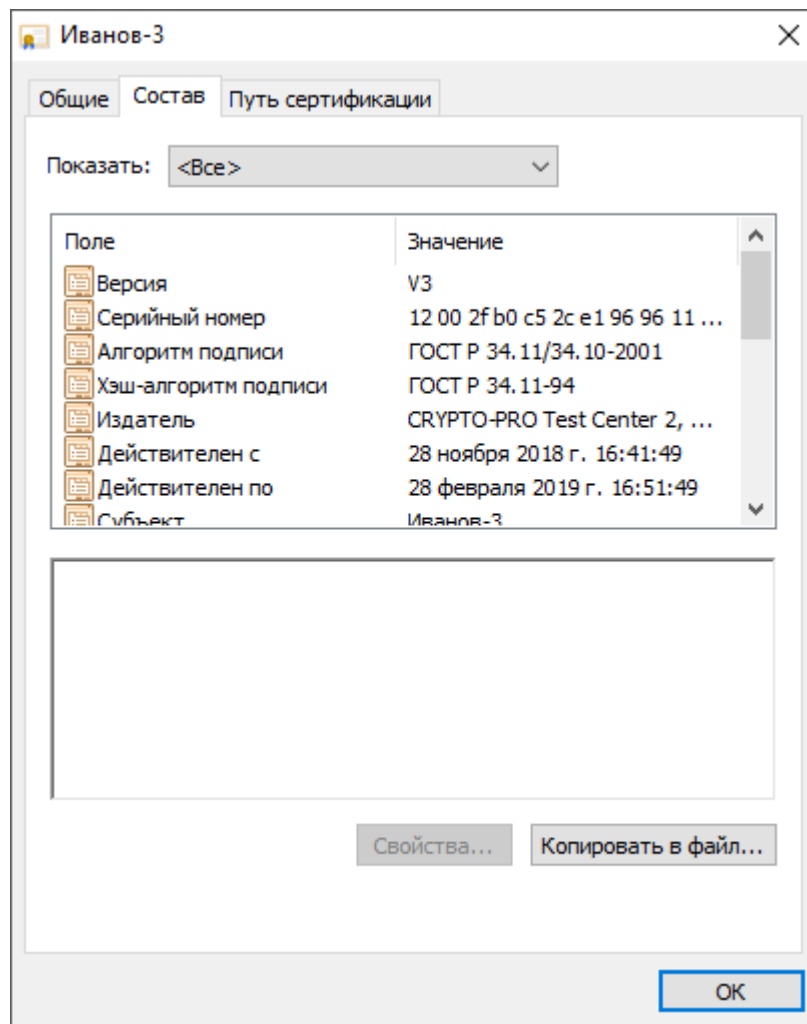 Иванов-3
Общие Состав Путь сертификации
Показать: <Все>
Поле Значение
Версия V3
Серийный номер 12 00 2f b0 c5 2c e1 96 96 11 ...
Алгоритм подписи ГОСТ Р 34.11/34.10-2001
Хэш-алгоритм подписи ГОСТ Р 34.11-94
Издатель CRYPTO-PRO Test Center 2, ...
Действителен с 28 ноября 2018 г. 16:41:49
Действителен по 28 февраля 2019 г. 16:51:49
Субъект Иванов-3
Свойства... Копировать в файл...
ОК